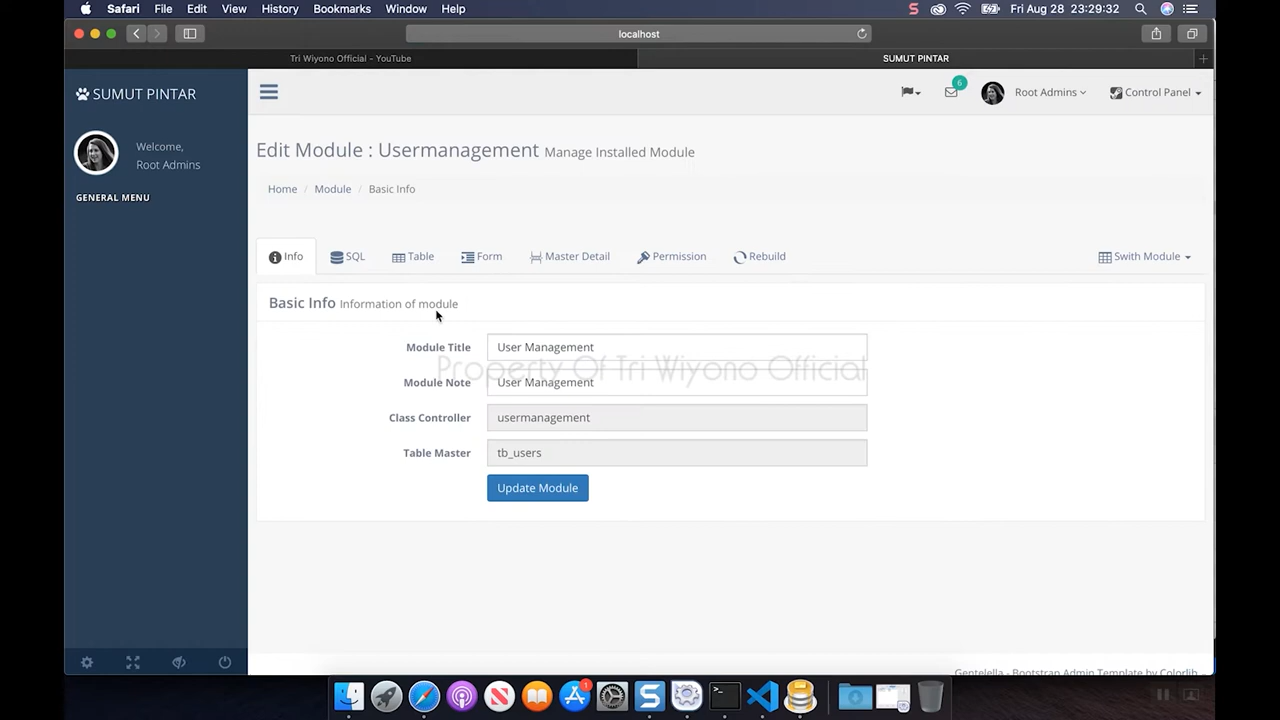 Safari File Edit View History Bookmarks Window Help S Fri Aug 28 23:29:32
localhost
Tri Wiyono Official - YouTube SUMUT PINTAR
SUMUT PINTAR 6 Root Admins Control Panel
Welcome,
Root Admins
GENERAL MENU
Edit Module : Usermanagement Manage Installed Module
Home / Module / Basic Info
Info SQL Table Form Master Detail Permission Rebuild Swith Module
Basic Info Information of module
Module Title User Management
Property Of Tri Wiyono Official
Module Note User Management
Class Controller usermanagement
Table Master tb_users
Update Module
Gentelella - Bootstrap Admin Template by Colorlib
1